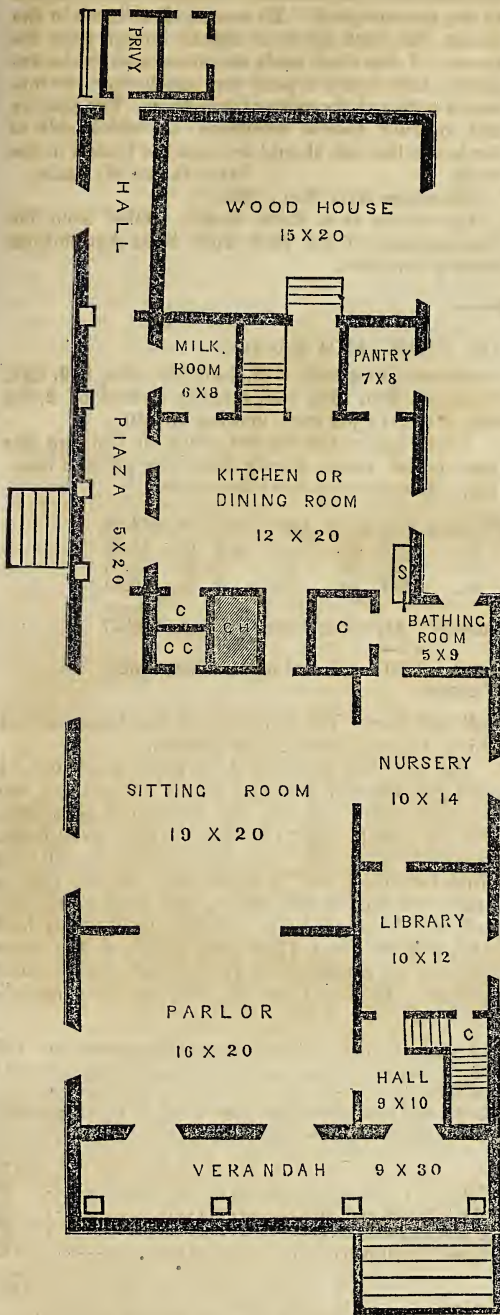 PRIVY
HALL
WOOD HOUSE
15 X 20
MILK.
ROOM
6 X 8
PANTRY
7 X 8
PIAZA 5 X 20
KITCHEN OR
DINING ROOM
12 X 20
S
C
C C
C H
C
BATHING
ROOM
5 X 9
NURSERY
10 X 14
SITTING ROOM
19 X 20
LIBRARY
10 X 12
PARLOR
16 X 20
C
HALL
9 X 10
VERANDAH 9 X 30